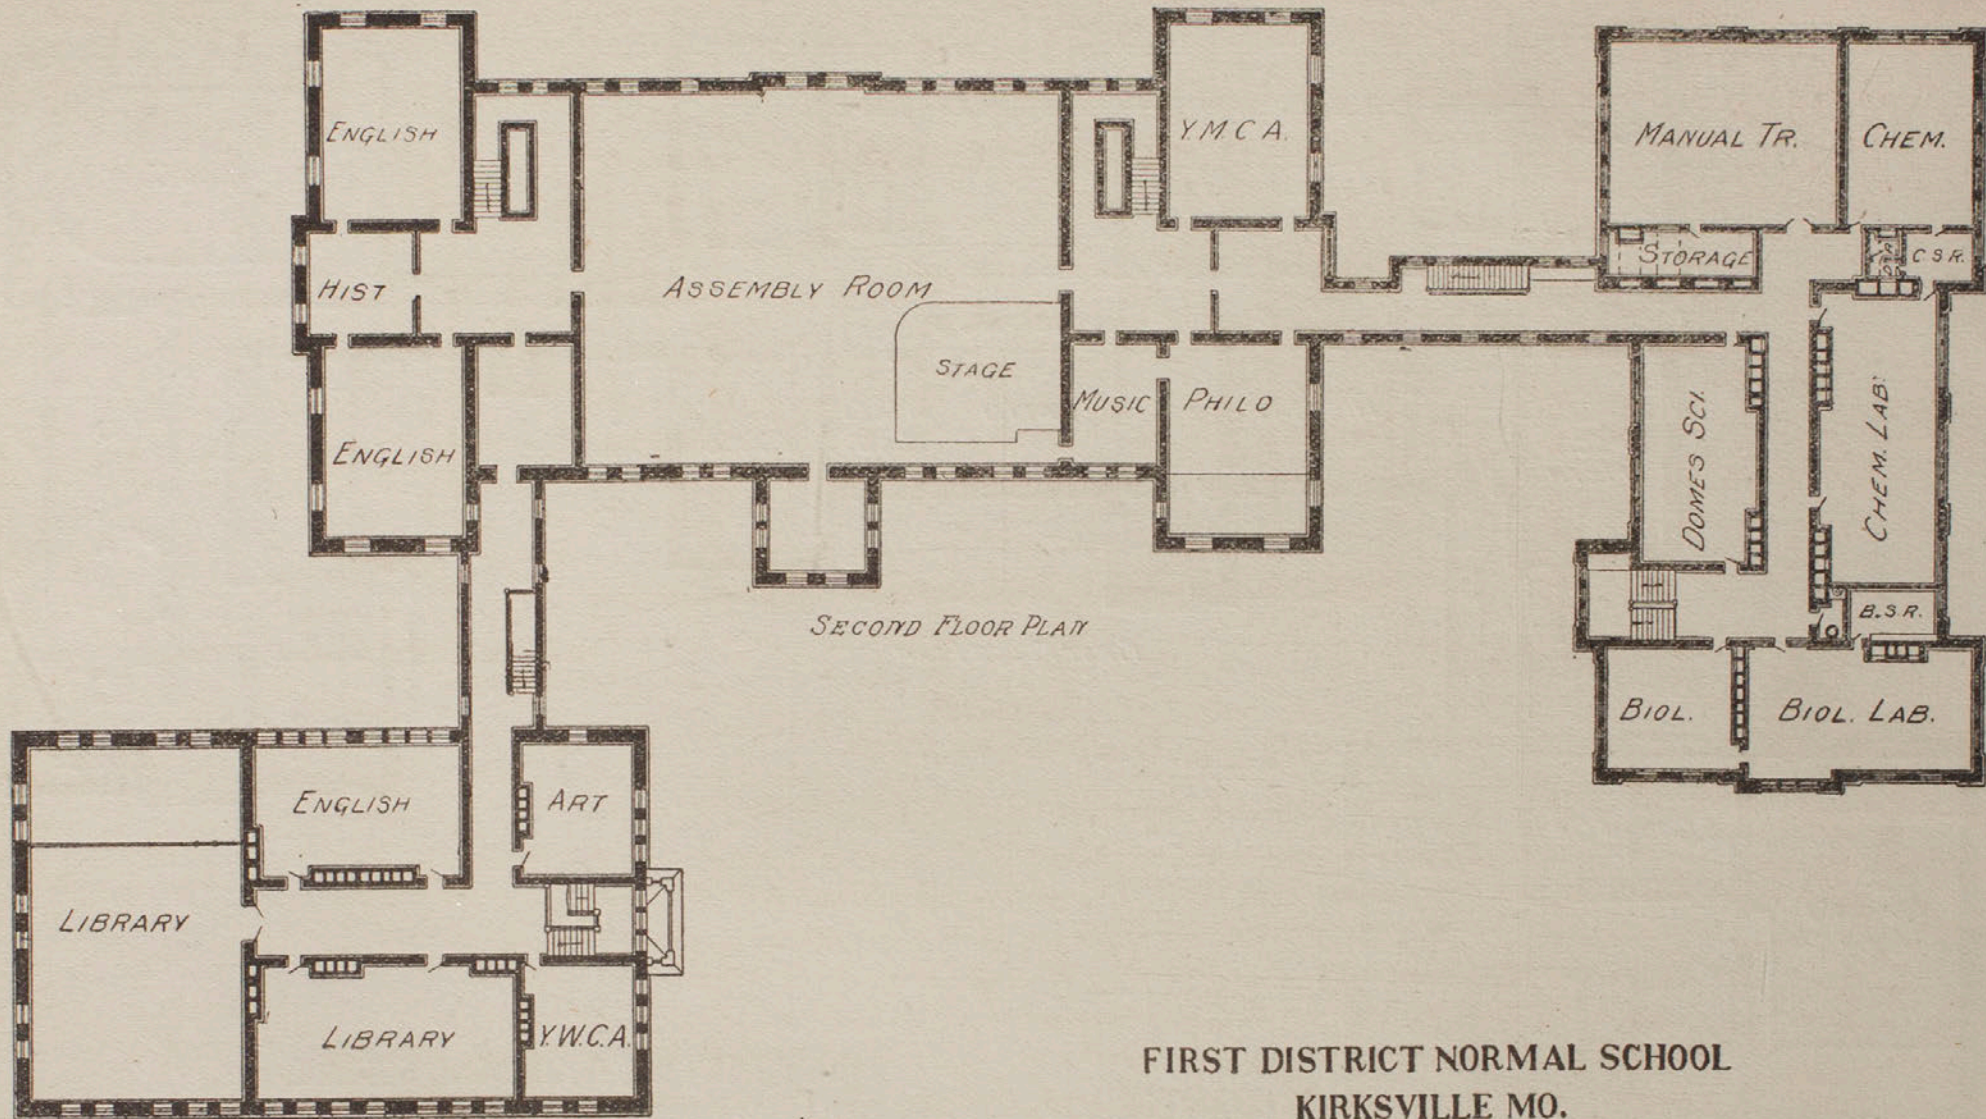 ENGLISH
Y.M.C A.
MANUAL TR.
CHEM.
STORAGE
C S R.
HIST
ASSEMBLY ROOM
STAGE
MUSIC
PHILO
ENGLISH
DOMES SCI.
CHEM. LAB.
SECOND FLOOR PLAN
B.S.R.
BIOL.
BIOL. LAB.
ENGLISH
ART
LIBRARY
LIBRARY
Y.W.C.A.
FIRST DISTRICT NORMAL SCHOOL
KIRKSVILLE MO.